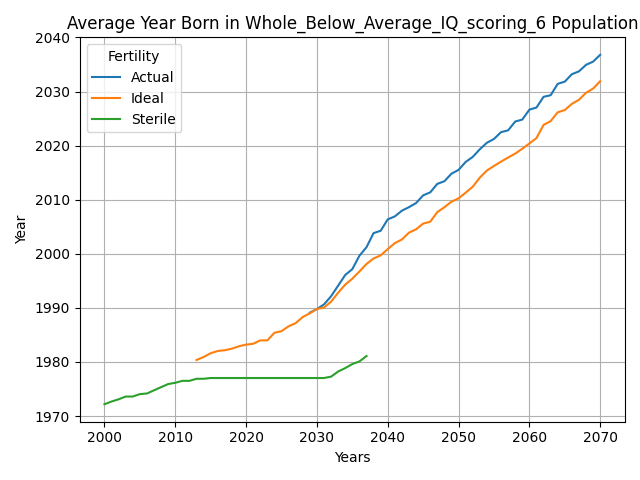 Average Year Born in Whole_Below_Average_IQ_scoring_6 Population
Fertility
Actual
Ideal
Sterile
Year
2040
2030
2020
2010
2000
1990
1980
1970
2000 2010 2020 2030 2040 2050 2060 2070
Years